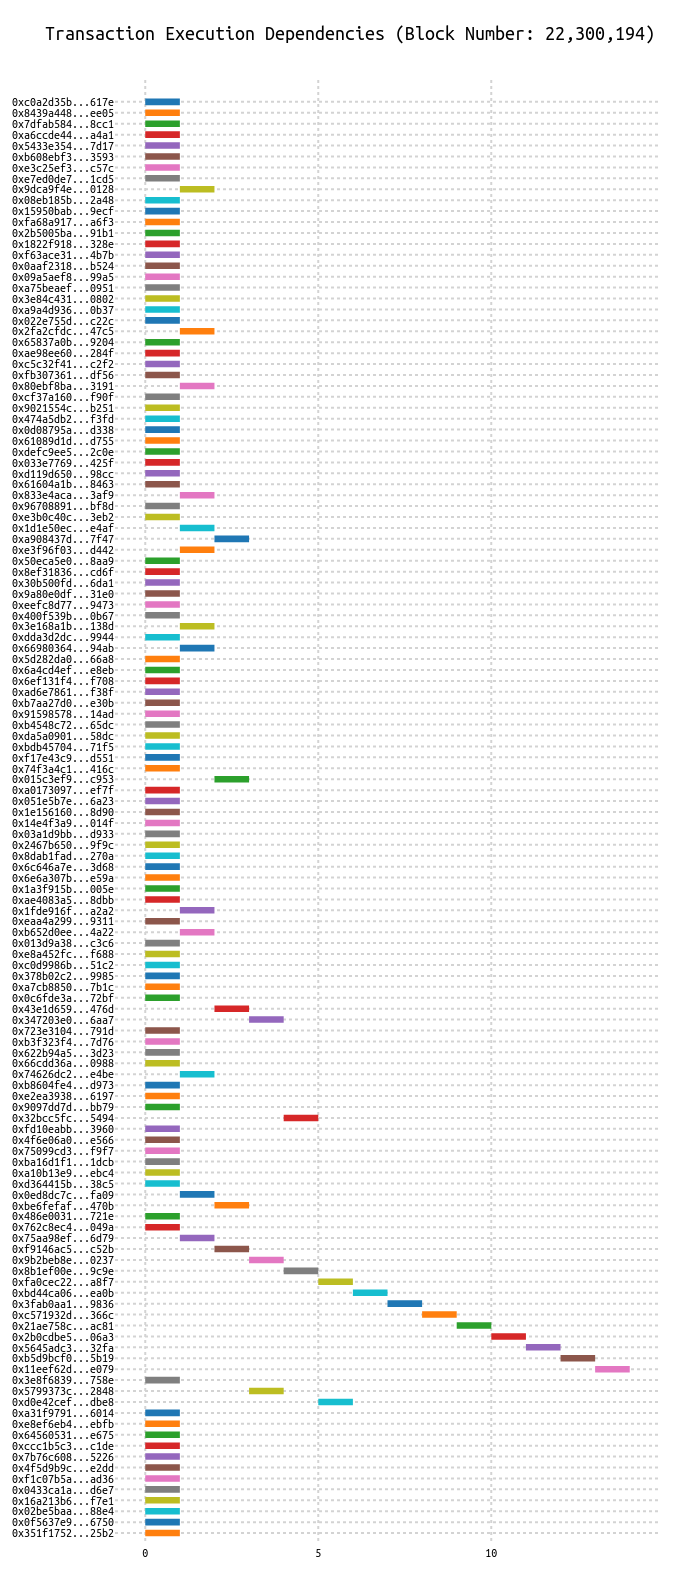 Transaction Execution Dependencies (Block Number: 22,300,194)
0xc0a2d35b...617e
0x8439a448...ee05
0x7dfab584...8cc1
0xa6ccde44...a4a1
0x5433e354...7d17
0xb608ebf3...3593
0xe3c25ef3...c57c
0xe7ed0de7...1cd5
0x9dca9f4e...0128
0x08eb185b...2a48
0x15950bab...9ecf
0xfa68a917...a6f3
0x2b5005ba...91b1
0x1822f918...328e
0xf63ace31...4b7b
0x0aaf2318...b524
0x09a5aef8...99a5
0xa75beaef...0951
0x3e84c431...0802
0xa9a4d936...0b37
0x022e755d...c22c
0x2fa2cfdc...47c5
0x65837a0b...9204
0xae98ee60...284f
0xc5c32f41...c2f2
0xfb307361...df56
0x80ebf8ba...3191
0xcf37a160...f90f
0x9021554c...b251
0x474a5db2...f3fd
0x0d08795a...d338
0x61089d1d...d755
0xdefc9ee5...2c0e
0x033e7769...425f
0xd119d650...98cc
0x61604a1b...8463
0x833e4aca...3af9
0x96708891...bf8d
0xe3b0c40c...3eb2
0x1d1e50ec...e4af
0xa908437d...7f47
0xe3f96f03...d442
0x50eca5e0...8aa9
0x8ef31836...cd6f
0x30b500fd...6da1
0x9a80e0df...31e0
0xeefc8d77...9473
0x400f539b...0b67
0x3e168a1b...138d
0xdda3d2dc...9944
0x66980364...94ab
0x5d282da0...66a8
0x6a4cd4ef...e8eb
0x6ef131f4...f708
0xad6e7861...f38f
0xb7aa27d0...e30b
0x91598578...14ad
0xb4548c72...65dc
0xda5a0901...58dc
0xbdb45704...71f5
0xf17e43c9...d551
0x74f3a4c1...416c
0x015c3ef9...c953
0xa0173097...ef7f
0x051e5b7e...6a23
0x1e156160...8d90
0x14e4f3a9...014f
0x03a1d9bb...d933
0x2467b650...9f9c
0x8dab1fad...270a
0x6c646a7e...3d68
0x6e6a307b...e59a
0x1a3f915b...005e
0xae4083a5...8dbb
0x1fde916f...a2a2
0xeaa4a299...9311
0xb652d0ee...4a22
0x013d9a38...c3c6
0xe8a452fc...f688
0xc0d9986b...51c2
0x378b02c2...9985
0xa7cb8850...7b1c
0x0c6fde3a...72bf
0x43e1d659...476d
0x347203e0...6aa7
0x723e3104...791d
0xb3f323f4...7d76
0x622b94a5...3d23
0x66cdd36a...0988
0x74626dc2...e4be
0xb8604fe4...d973
0xe2ea3938...6197
0x9097dd7d...bb79
0x32bcc5fc...5494
0xfd10eabb...3960
0x4f6e06a0...e566
0x75099cd3...f9f7
0xba16d1f1...1dcb
0xa10b13e9...ebc4
0xd364415b...38c5
0x0ed8dc7c...fa09
0xbe6fefaf...470b
0x486e0031...721e
0x762c8ec4...049a
0x75aa98ef...6d79
0xf9146ac5...c52b
0x9b2beb8e...0237
0x8b1ef00e...9c9e
0xfa0cec22...a8f7
0xbd44ca06...ea0b
0x3fab0aa1...9836
0xc571932d...366c
0x21ae758c...ac81
0x2b0cdbe5...06a3
0x5645adc3...32fa
0xb5d9bcf0...5b19
0x11eef62d...e079
0x3e8f6839...758e
0x5799373c...2848
0xd0e42cef...dbe8
0xa31f9791...6014
0xe8ef6eb4...ebfb
0x64560531...e675
0xccc1b5c3...c1de
0x7b76c608...5226
0x4f5d9b9c...e2dd
0xf1c07b5a...ad36
0x0433ca1a...d6e7
0x16a213b6...f7e1
0x02be5baa...88e4
0x0f5637e9...6750
0x351f1752...25b2
0 5 10